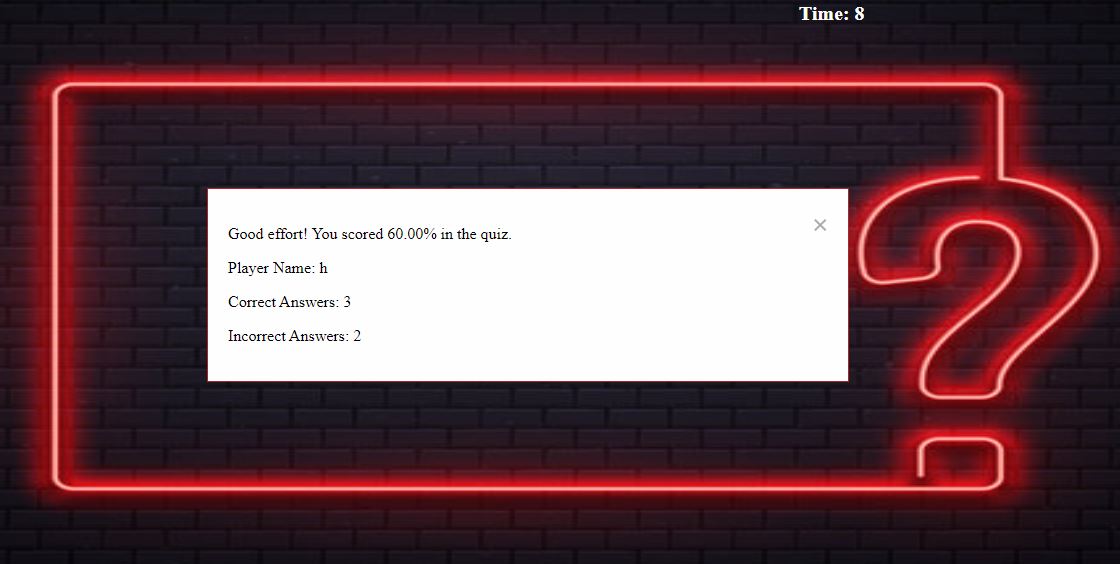 Time: 8
Good effort! You scored 60.00% in the quiz.
Player Name: h
Correct Answers: 3
Incorrect Answers: 2